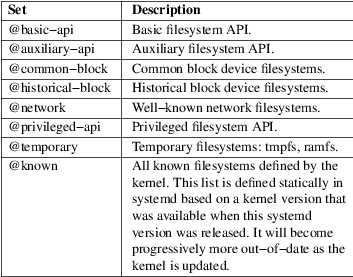 Set Description
@basic−api Basic filesystem API.
@auxiliary−api Auxiliary filesystem API.
@common−block Common block device filesystems.
@historical−block Historical block device filesystems.
@network Well−known network filesystems.
@privileged−api Privileged filesystem API.
@temporary Temporary filesystems: tmpfs, ramfs.
@known All known filesystems defined by the
kernel. This list is defined statically in
systemd based on a kernel version that
was available when this systemd
version was released. It will become
progressively more out−of−date as the
kernel is updated.